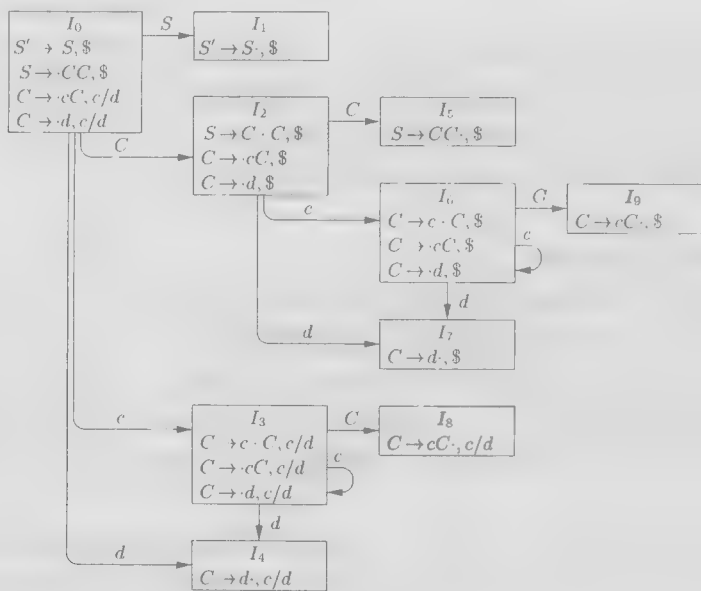 I₀
S′ → S, $
S → ·CC, $
C → ·cC, c/d
C → ·d, c/d
S
I₁
S′ → S·, $
C
I₂
S → C · C, $
C → ·cC, $
C → ·d, $
C
I₅
S → CC·, $
c
I₆
C → c · C, $
C → ·cC, $
C → ·d, $
C
I₉
C → cC·, $
c
d
d
I₇
C → d·, $
c
I₃
C → c · C, c/d
C → ·cC, c/d
C → ·d, c/d
C
I₈
C → cC·, c/d
c
d
d
I₄
C → d·, c/d